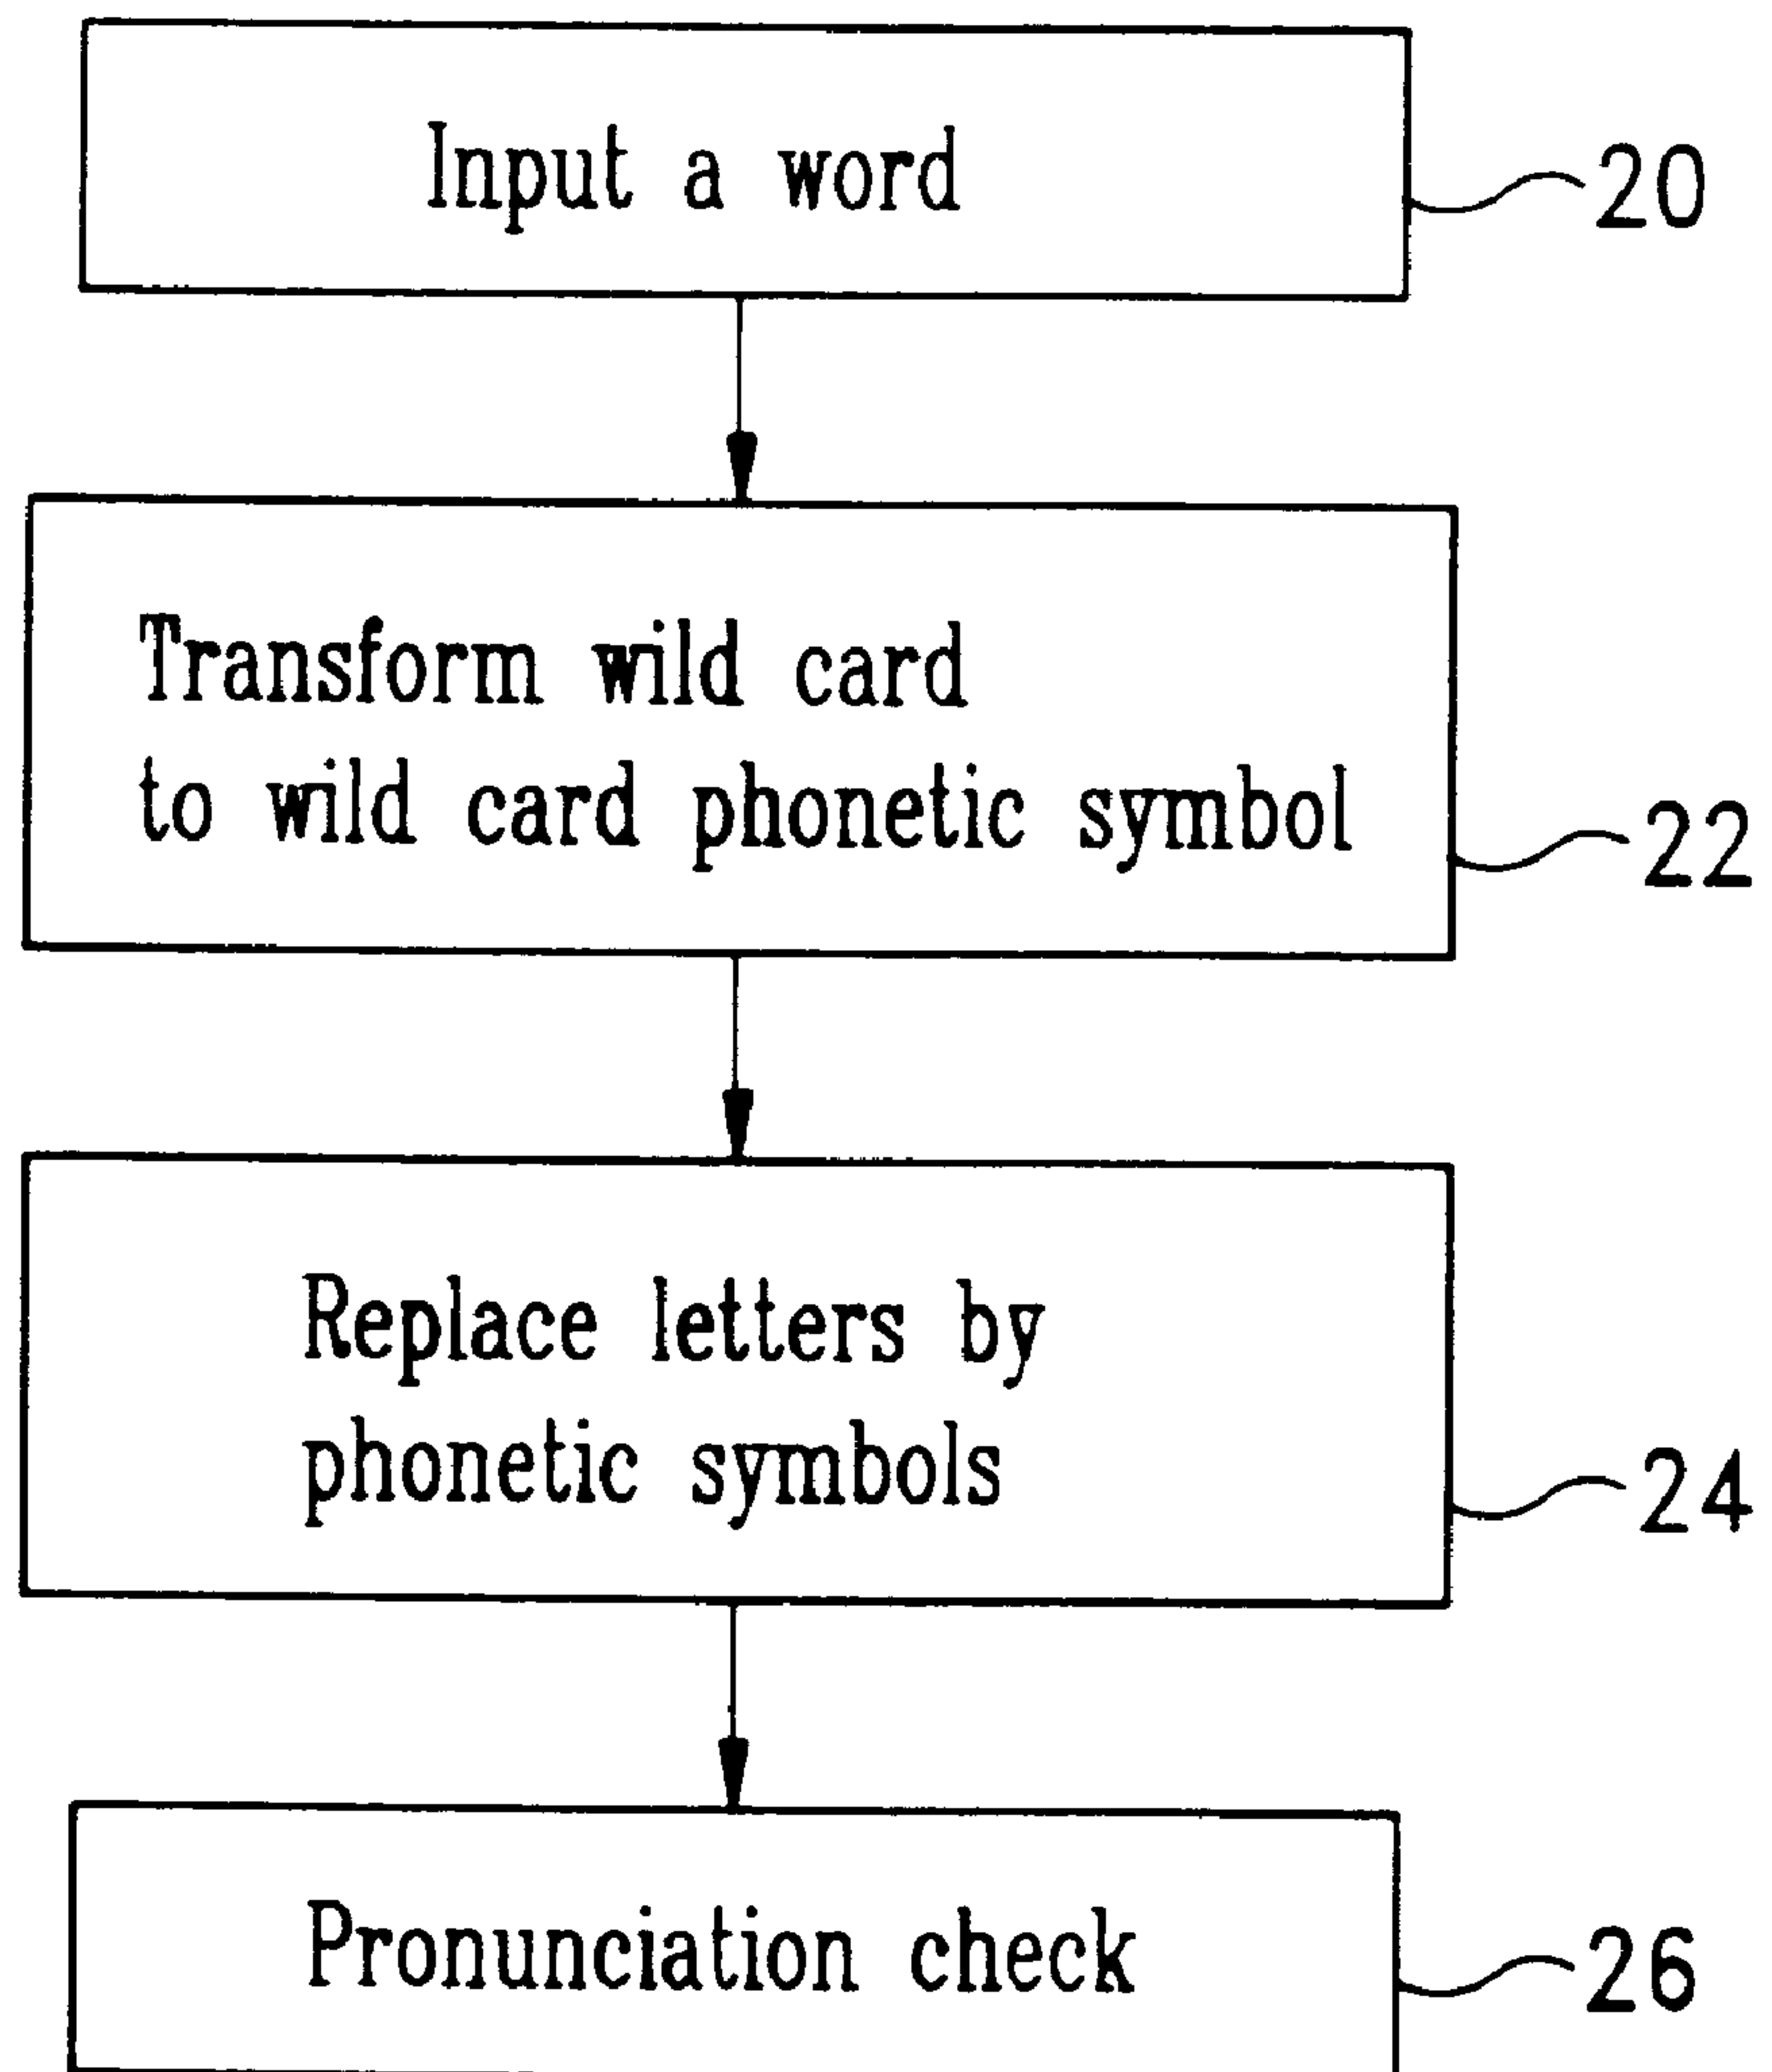 Input a word
20
Transform wild card
to wild card phonetic symbol
22
Replace letters by
phonetic symbols
24
Pronunciation check
26